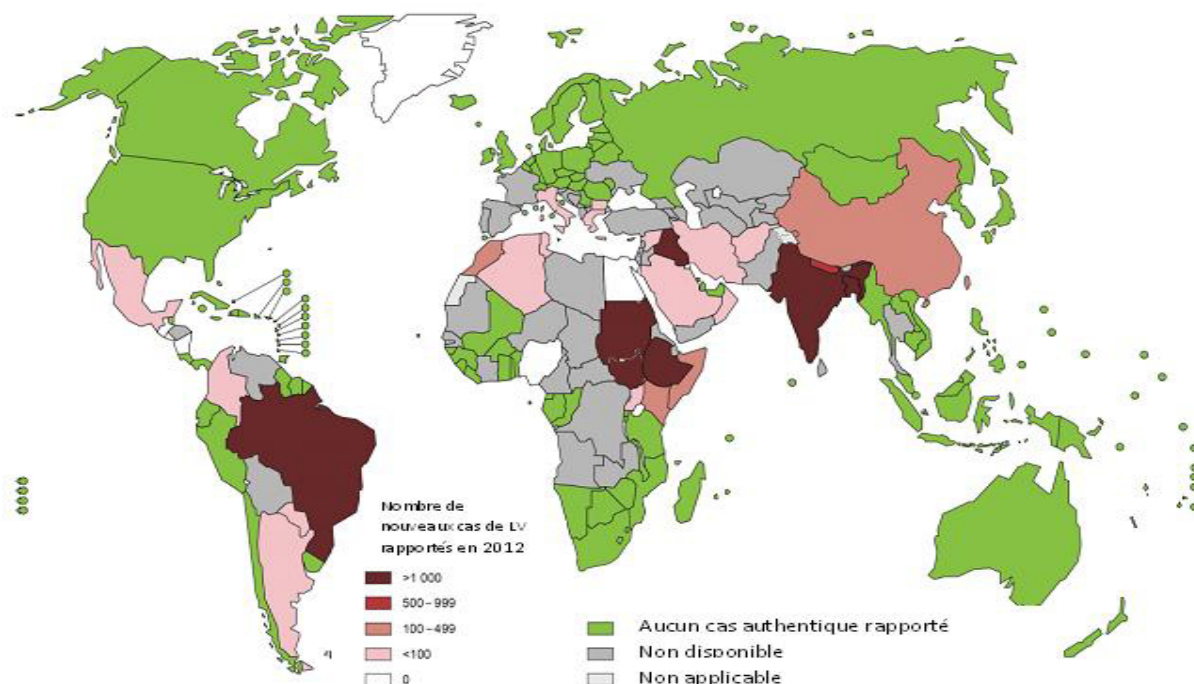 Nombre de
nouveaux cas de LV
rapportés en 2012
>1 000
500–999
100–499
<100
0
Aucun cas authentique rapporté
Non disponible
Non applicable